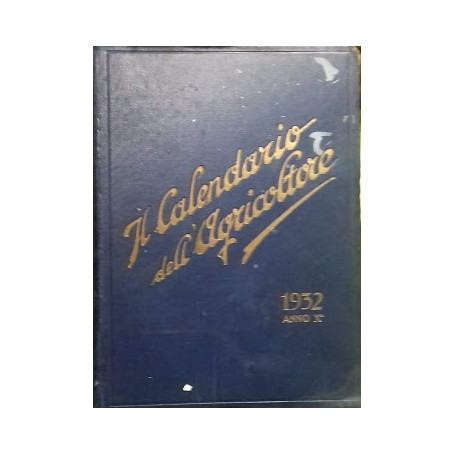 Il Calendario
dell'Agricoltore
1932
ANNO X°